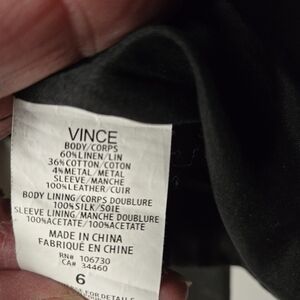 VINCE
BODY/CORPS
60%LINEN/LIN
36%COTTON/COTON
4%METAL/METAL
SLEEVE/MANCHE
100%LEATHER/CUIR
BODY LINING/CORPS DOUBLURE
100%SILK/SOIE
SLEEVE LINING/MANCHE DOUBLURE
100%ACETATE/100%ACETATE
MADE IN CHINA
FABRIQUÉ EN CHINE
RN# 106730
CA# 34460
6
FOR DETAILS